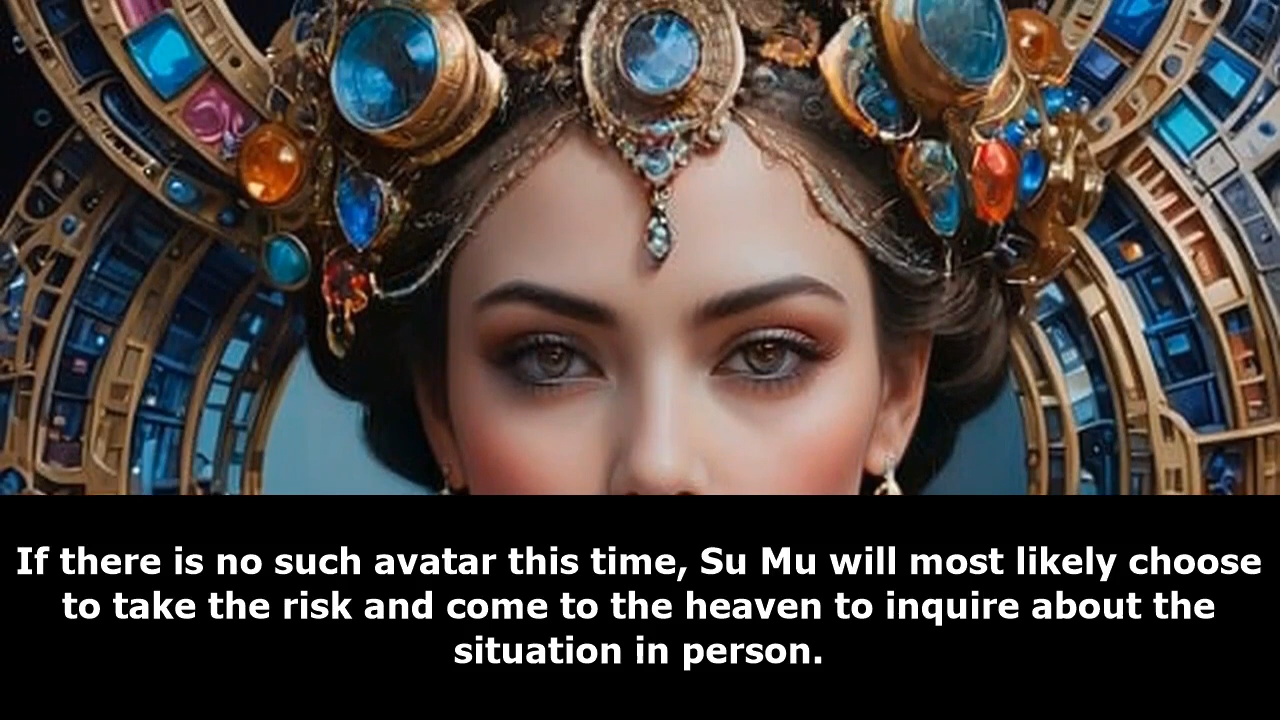 If there is no such avatar this time, Su Mu will most likely choose
to take the risk and come to the heaven to inquire about the
situation in person.